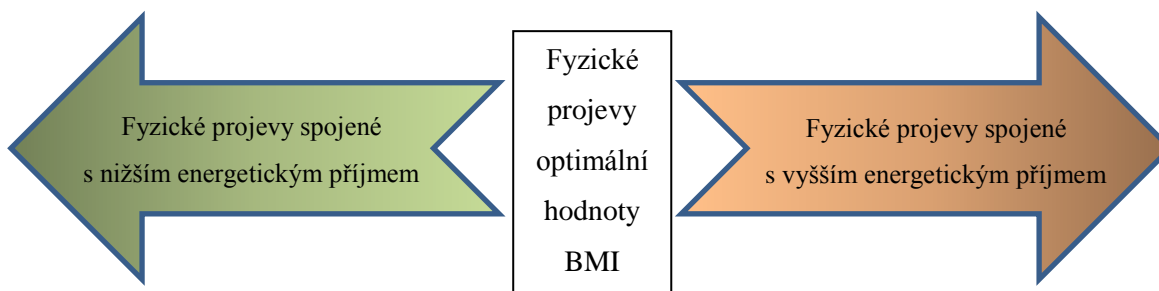 Fyzické projevy spojené
s nižším energetickým příjmem
Fyzické
projevy
optimální
hodnoty
BMI
Fyzické projevy spojené
s vyšším energetickým příjmem